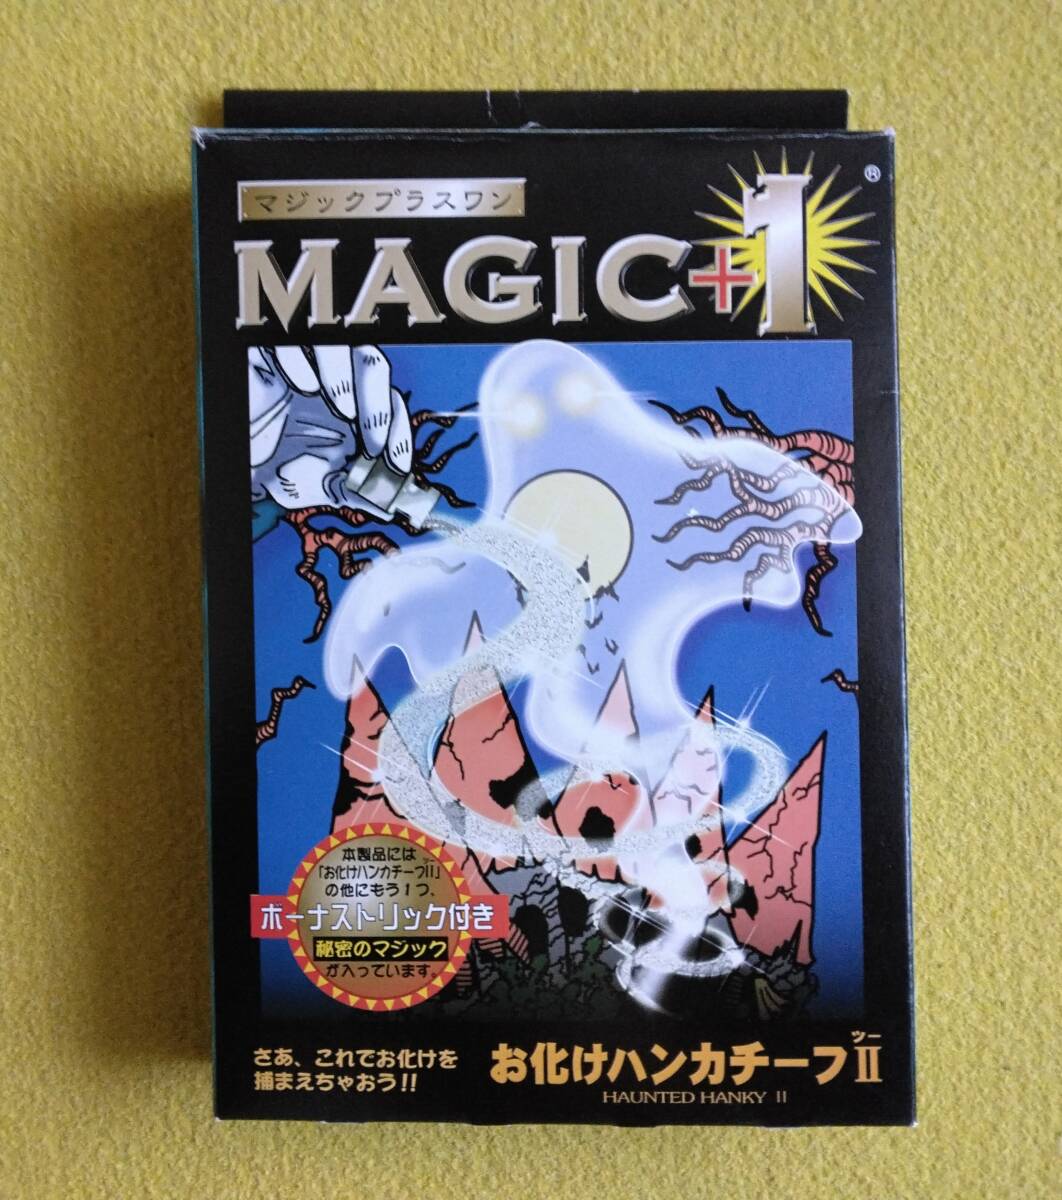 マジックプラスワン
MAGIC+1®
本製品には
「お化けハンカチーフII」
ツー
の他にもう1つ、
ボーナストリック付き
秘密のマジック
が入っています。
さあ、これでお化けを
捕まえちゃおう!!
ツー
お化けハンカチーフII
HAUNTED HANKY II